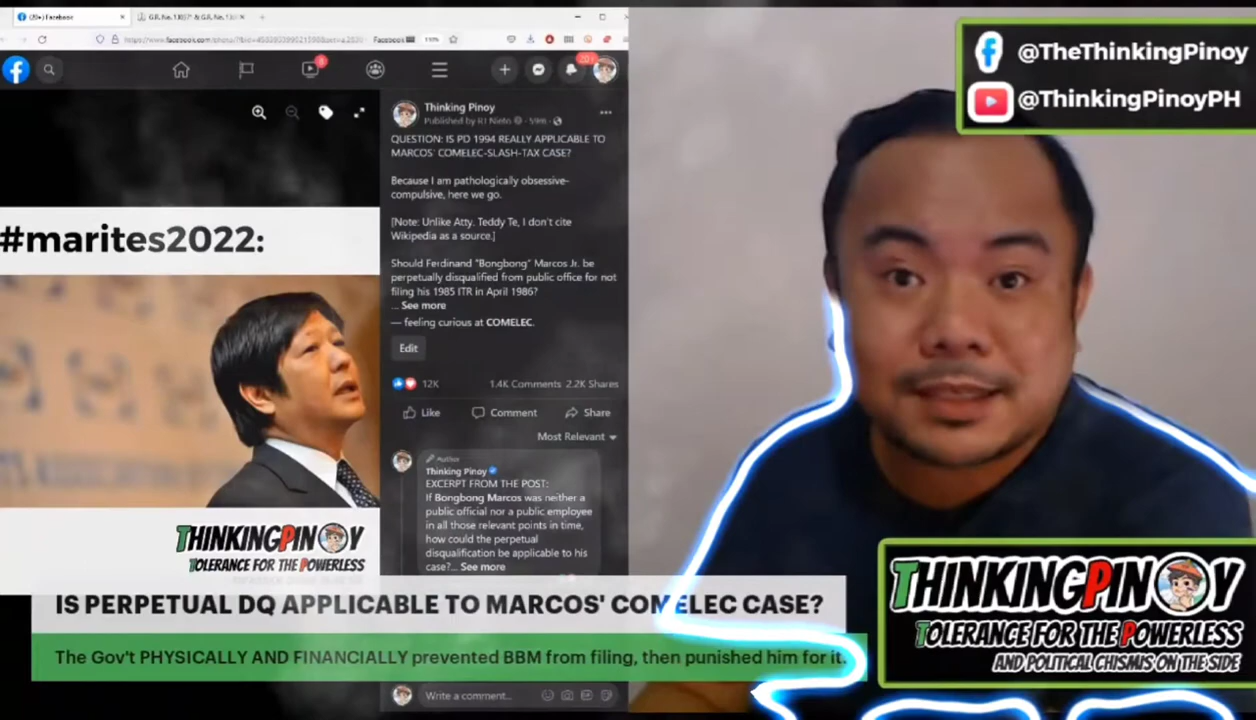 (20+) Facebook
@TheThinkingPinoy
@ThinkingPinoyPH
Thinking Pinoy
Published by RJ Nieto
QUESTION: IS PD 1994 REALLY APPLICABLE TO
MARCOS' COMELEC-SLASH-TAX CASE?
Because I am pathologically obsessive-
compulsive, here we go.
[Note: Unlike Atty. Teddy Te, I don't cite
Wikipedia as a source.]
Should Ferdinand "Bongbong" Marcos Jr. be
perpetually disqualified from public office for not
filing his 1985 ITR in April 1986?
... See more
— feeling curious at COMELEC.
Edit
12K 1.4K Comments 2.2K Shares
Like Comment Share
Most Relevant
Author
Thinking Pinoy
EXCERPT FROM THE POST:
If Bongbong Marcos was neither a
public official nor a public employee
in all those relevant points in time,
how could the perpetual
disqualification be applicable to his
case?... See more
Write a comment...
#marites2022:
THINKINGPINOY
TOLERANCE FOR THE POWERLESS
IS PERPETUAL DQ APPLICABLE TO MARCOS' COMELEC CASE?
The Gov't PHYSICALLY AND FINANCIALLY prevented BBM from filing, then punished him for it.
THINKINGPINOY
TOLERANCE FOR THE POWERLESS
AND POLITICAL CHISMIS ON THE SIDE